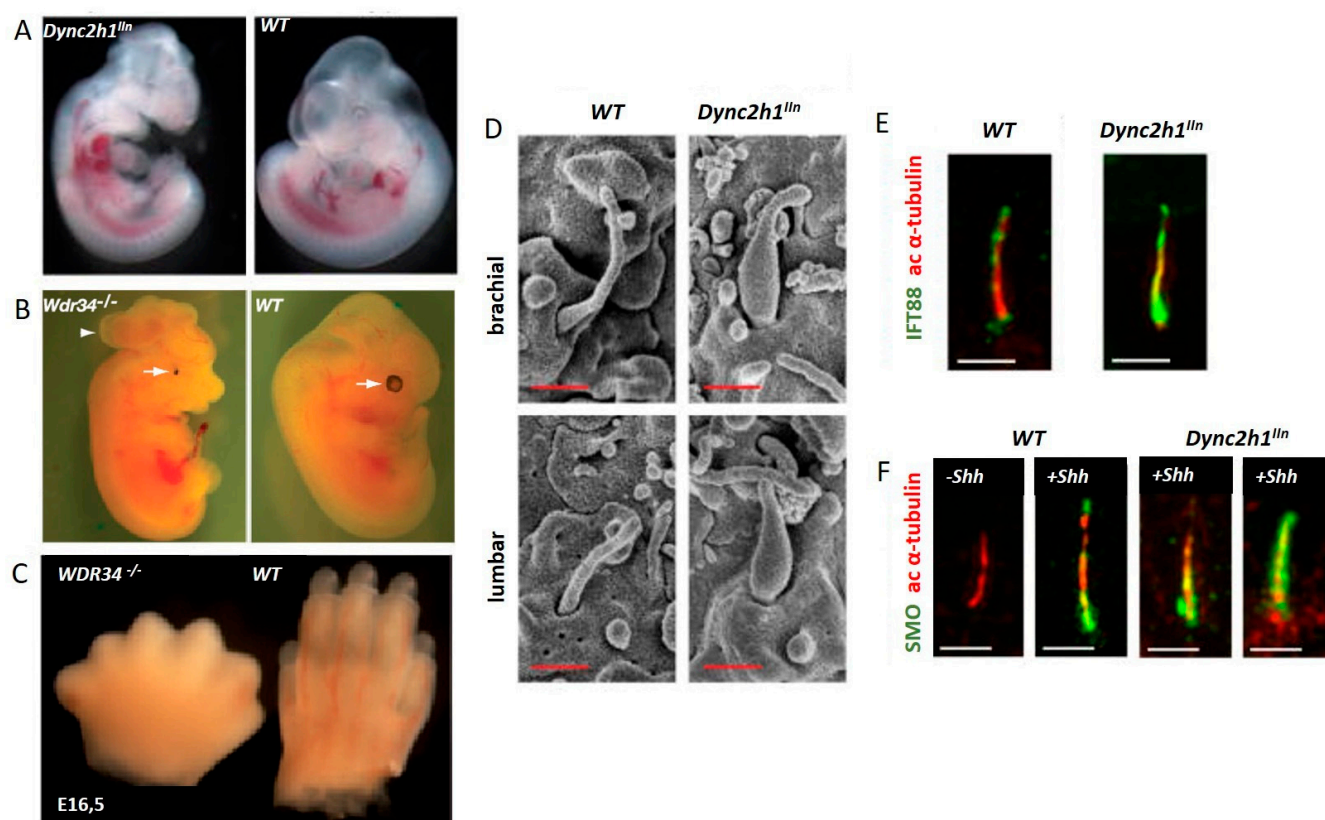 A
Dync2h1lln
WT
B
Wdr34-/-
WT
C
WDR34 -/-
WT
E16,5
D
WT
Dync2h1lln
brachial
lumbar
E
WT
Dync2h1lln
IFT88 ac α-tubulin
F
WT
Dync2h1lln
-Shh
+Shh
+Shh
+Shh
SMO ac α-tubulin